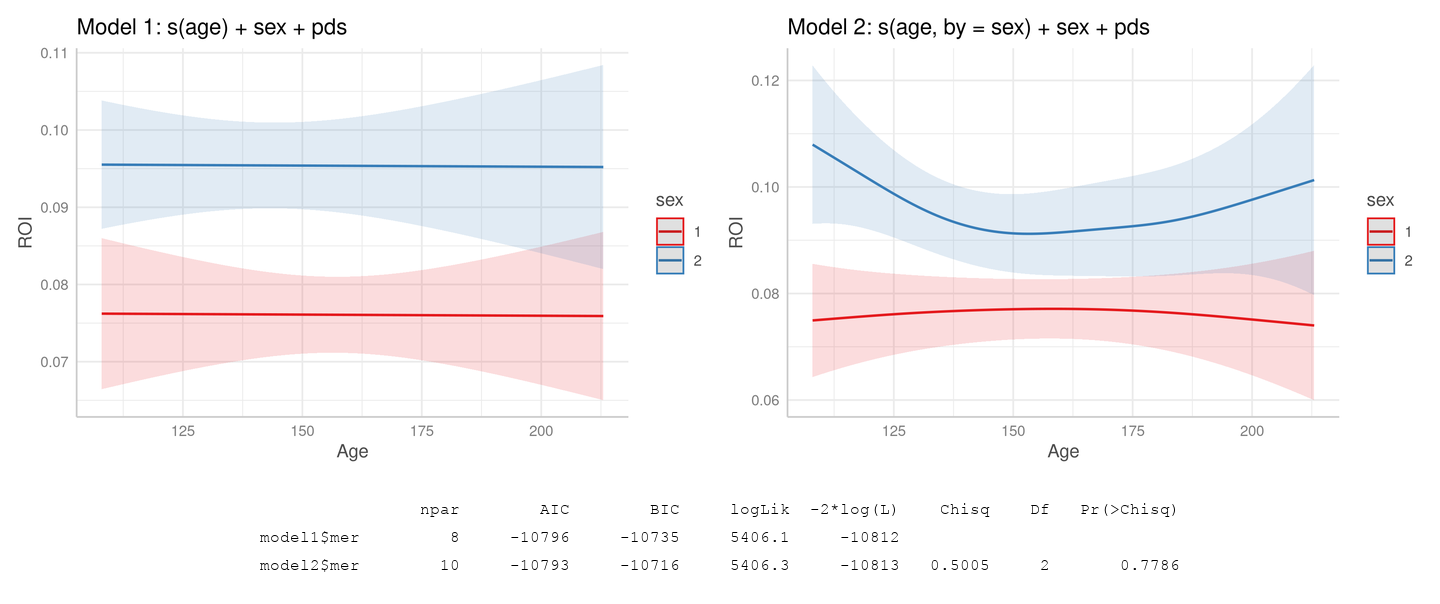 Model 1: s(age) + sex + pds
0.11
0.10
0.09
0.08
0.07
ROI
125 150 175 200
Age
sex
1
2
Model 2: s(age, by = sex) + sex + pds
0.12
0.10
0.08
0.06
ROI
125 150 175 200
Age
sex
1
2
npar AIC BIC logLik -2*log(L) Chisq Df Pr(>Chisq)
model1$mer 8 -10796 -10735 5406.1 -10812
model2$mer 10 -10793 -10716 5406.3 -10813 0.5005 2 0.7786